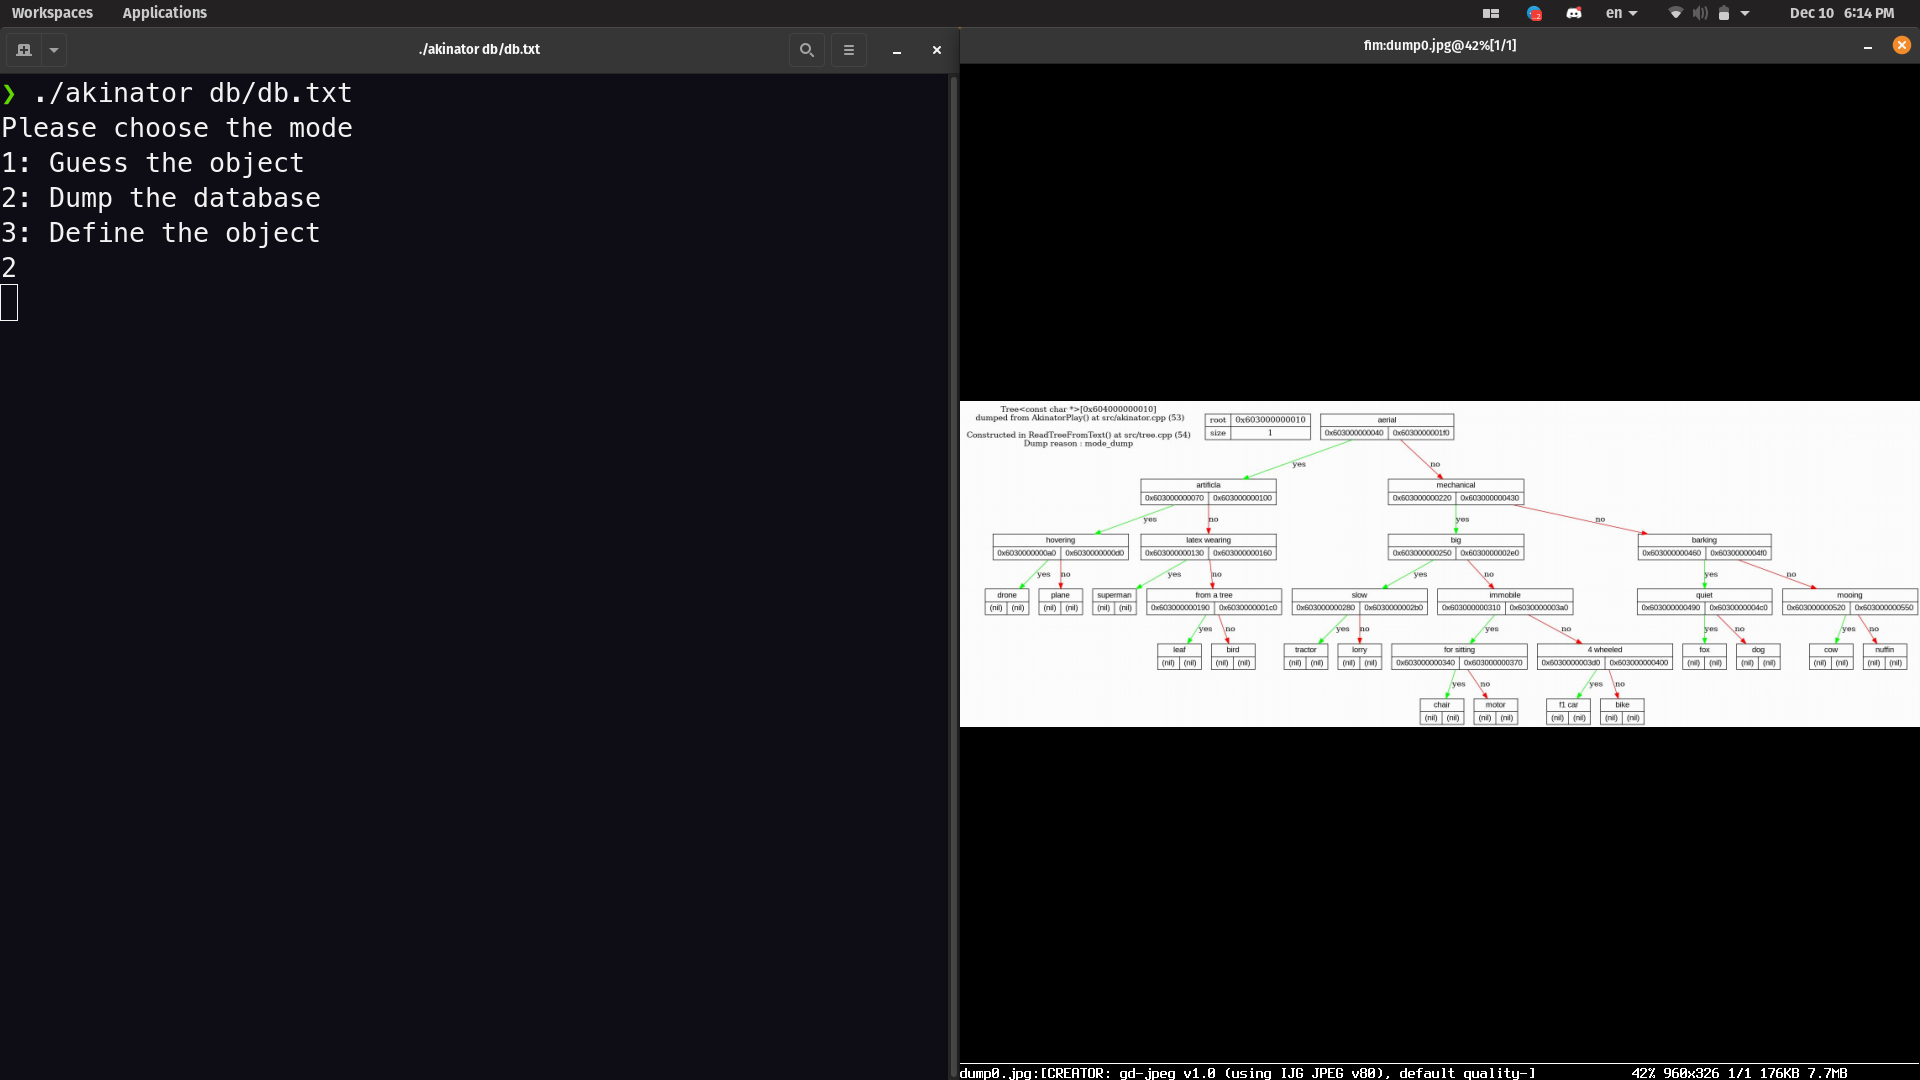 Workspaces Applications
en Dec 10 6:14 PM
./akinator db/db.txt
❯ ./akinator db/db.txt
Please choose the mode
1: Guess the object
2: Dump the database
3: Define the object
2
fim:dump0.jpg@42%[1/1]
Tree<const char *>[0x604000000010]
dumped from AkinatorPlay() at src/akinator.cpp (53)
Constructed in ReadTreeFromText() at src/tree.cpp (54)
Dump reason : mode_dump
root 0x603000000010
size 1
aerial
0x603000000040 0x6030000001f0
yes no
artificla mechanical
0x603000000070 0x603000000100 0x603000000220 0x603000000430
yes no yes no
hovering latex wearing big barking
0x6030000000a0 0x6030000000d0 0x603000000130 0x603000000160 0x603000000250 0x6030000002e0 0x603000000460 0x6030000004f0
yes no yes no yes no yes no
drone plane superman from a tree slow immobile quiet mooing
(nil) (nil) (nil) (nil) (nil) (nil) 0x603000000190 0x6030000001c0 0x603000000280 0x6030000002b0 0x603000000310 0x6030000003a0 0x603000000490 0x6030000004c0 0x603000000520 0x603000000550
yes no yes no yes no yes no yes no
leaf bird tractor lorry for sitting 4 wheeled fox dog cow nuffin
(nil) (nil) (nil) (nil) (nil) (nil) (nil) (nil) 0x603000000340 0x603000000370 0x6030000003d0 0x603000000400 (nil) (nil) (nil) (nil) (nil) (nil) (nil) (nil)
yes no yes no
chair motor f1 car bike
(nil) (nil) (nil) (nil) (nil) (nil) (nil) (nil)
dump0.jpg:[CREATOR: gd-jpeg v1.0 (using IJG JPEG v80), default quality-] 42% 960x326 1/1 176KB 7.7MB